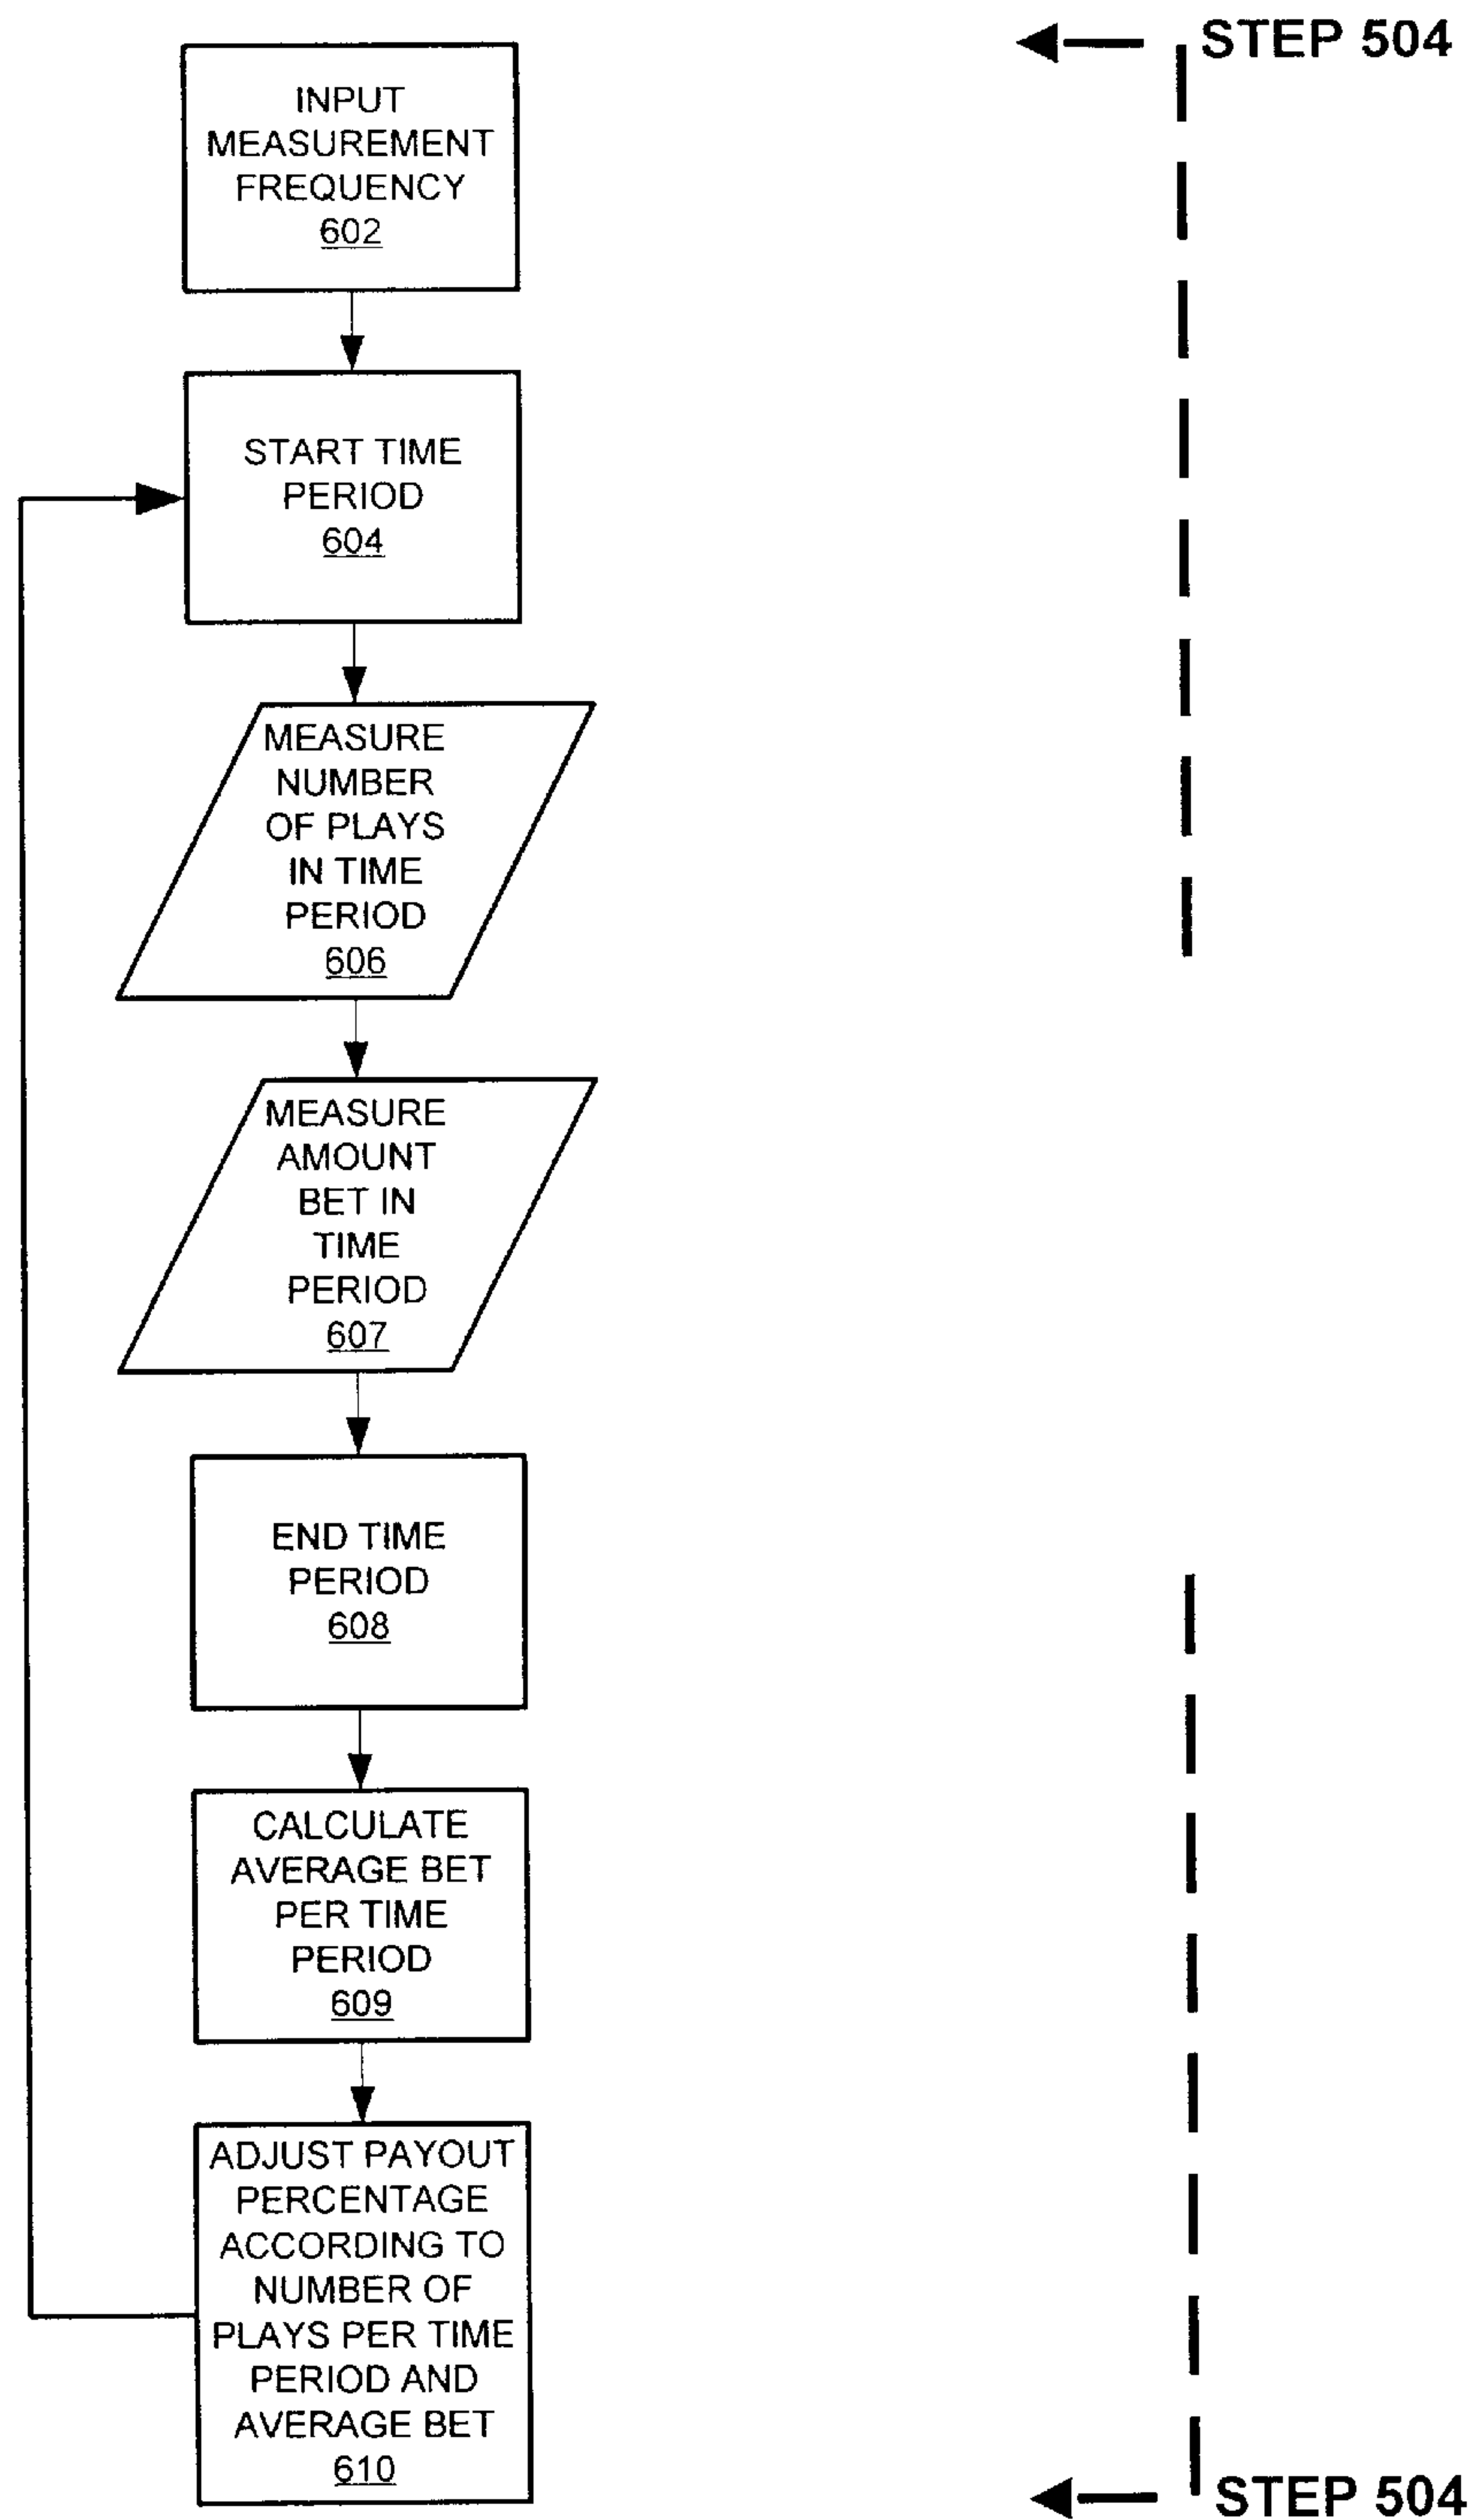 STEP 504
INPUT
MEASUREMENT
FREQUENCY
602
START TIME
PERIOD
604
MEASURE
NUMBER
OF PLAYS
IN TIME
PERIOD
606
MEASURE
AMOUNT
BET IN
TIME
PERIOD
607
END TIME
PERIOD
608
CALCULATE
AVERAGE BET
PER TIME
PERIOD
609
ADJUST PAYOUT
PERCENTAGE
ACCORDING TO
NUMBER OF
PLAYS PER TIME
PERIOD AND
AVERAGE BET
610
STEP 504